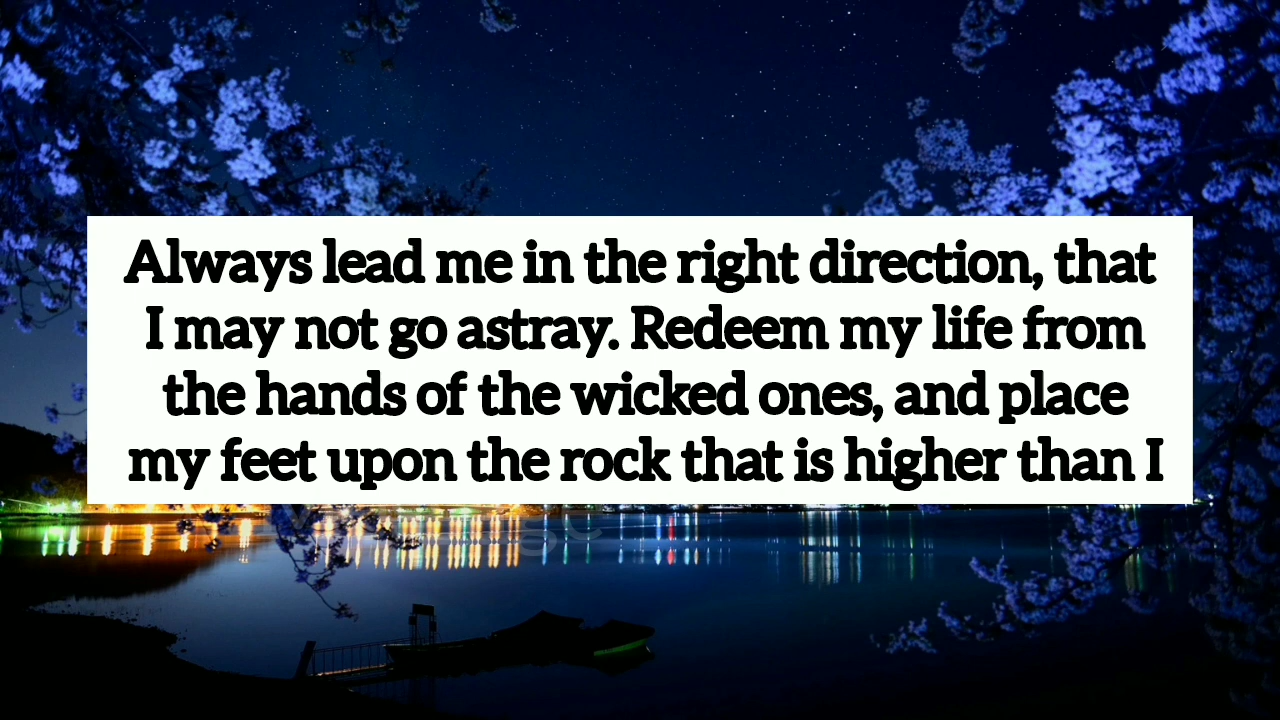 Always lead me in the right direction, that
I may not go astray. Redeem my life from
the hands of the wicked ones, and place
my feet upon the rock that is higher than I